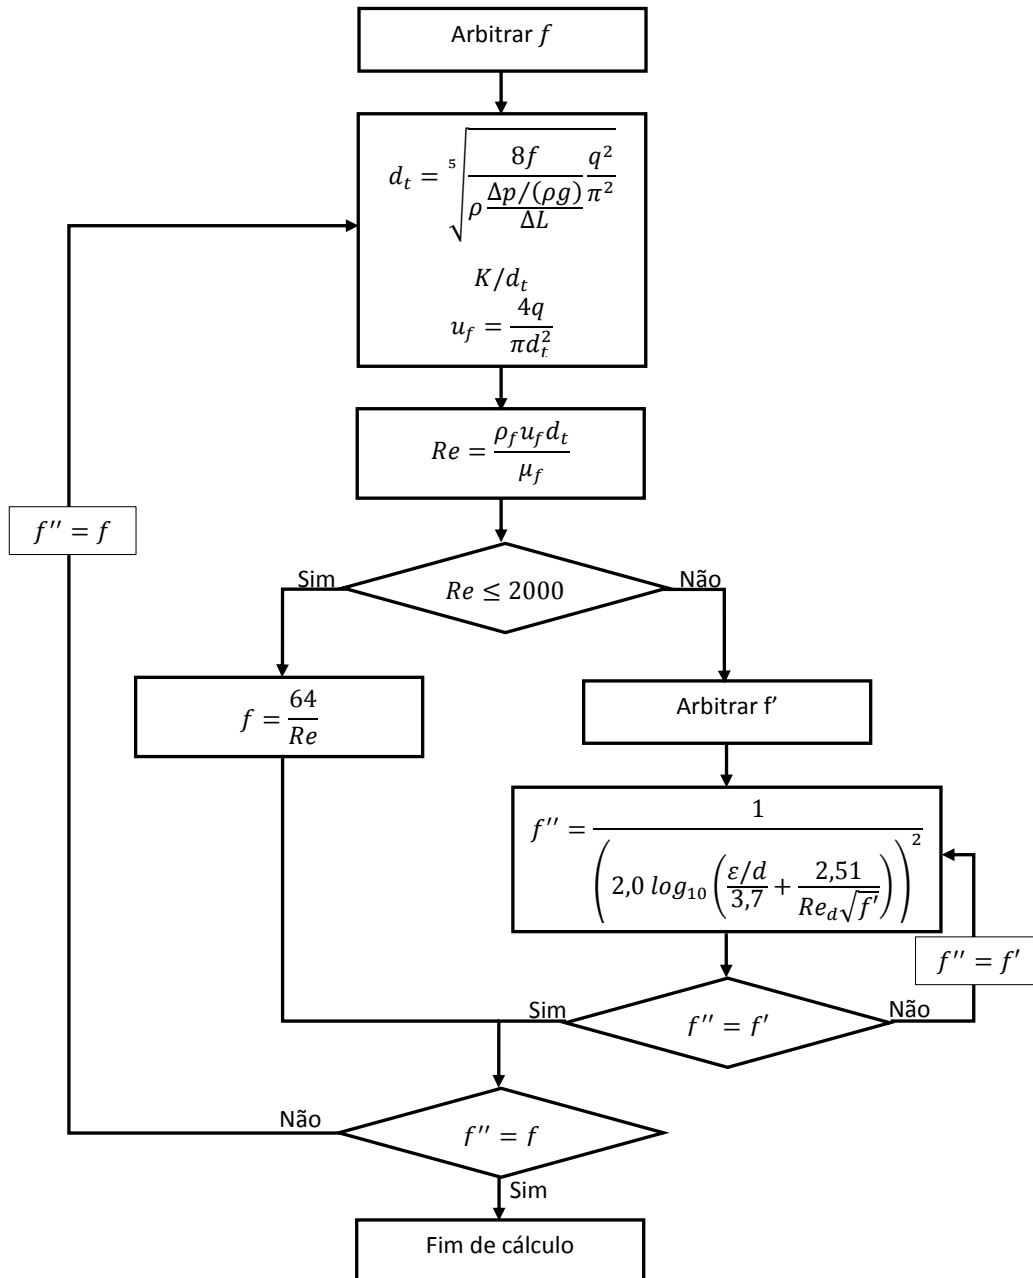 Arbitrar f
d_t = ⁵√( 8f / (ρ (Δp/(ρg))/ΔL) · q²/π² )
K/d_t
u_f = 4q / πd_t²
Re = ρ_f u_f d_t / μ_f
f'' = f
Sim
Re ≤ 2000
Não
f = 64 / Re
Arbitrar f’
f'' = 1 / (2,0 log₁₀ ((ε/d)/3,7 + 2,51/(Re_d √f')))²
f'' = f'
Sim
f'' = f'
Não
Não
f'' = f
Sim
Fim de cálculo